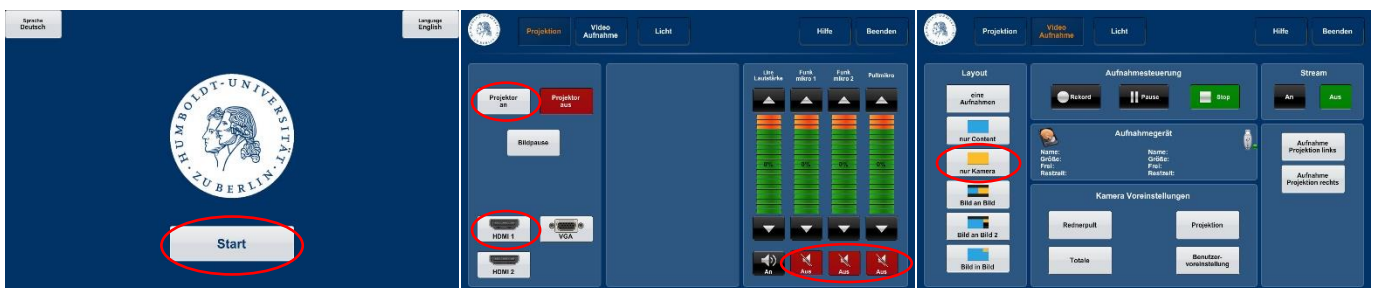 Sprache
Deutsch
Language
English
HUMBOLDT-UNIVERSITÄT
ZU BERLIN
Start
Projektion
Video
Aufnahme
Licht
Hilfe
Beenden
Projektor
an
Projektor
aus
Bildpause
HDMI 1
VGA
HDMI 2
Line
Lautstärke
Funk
mikro 1
Funk
mikro 2
Pultmikro
0%
0%
0%
0%
An
Aus
Aus
Aus
Projektion
Video
Aufnahme
Licht
Hilfe
Beenden
Layout
eine
Aufnahmen
nur Content
nur Kamera
Bild an Bild
Bild an Bild 2
Bild in Bild
Aufnahmesteuerung
Rekord
Pause
Stop
Aufnahmegerät
Name:
Größe:
Frei:
Restzeit:
Name:
Größe:
Frei:
Restzeit:
Kamera Voreinstellungen
Rednerpult
Projektion
Totale
Benutzer-
voreinstellung
Stream
An
Aus
Aufnahme
Projektion links
Aufnahme
Projektion rechts